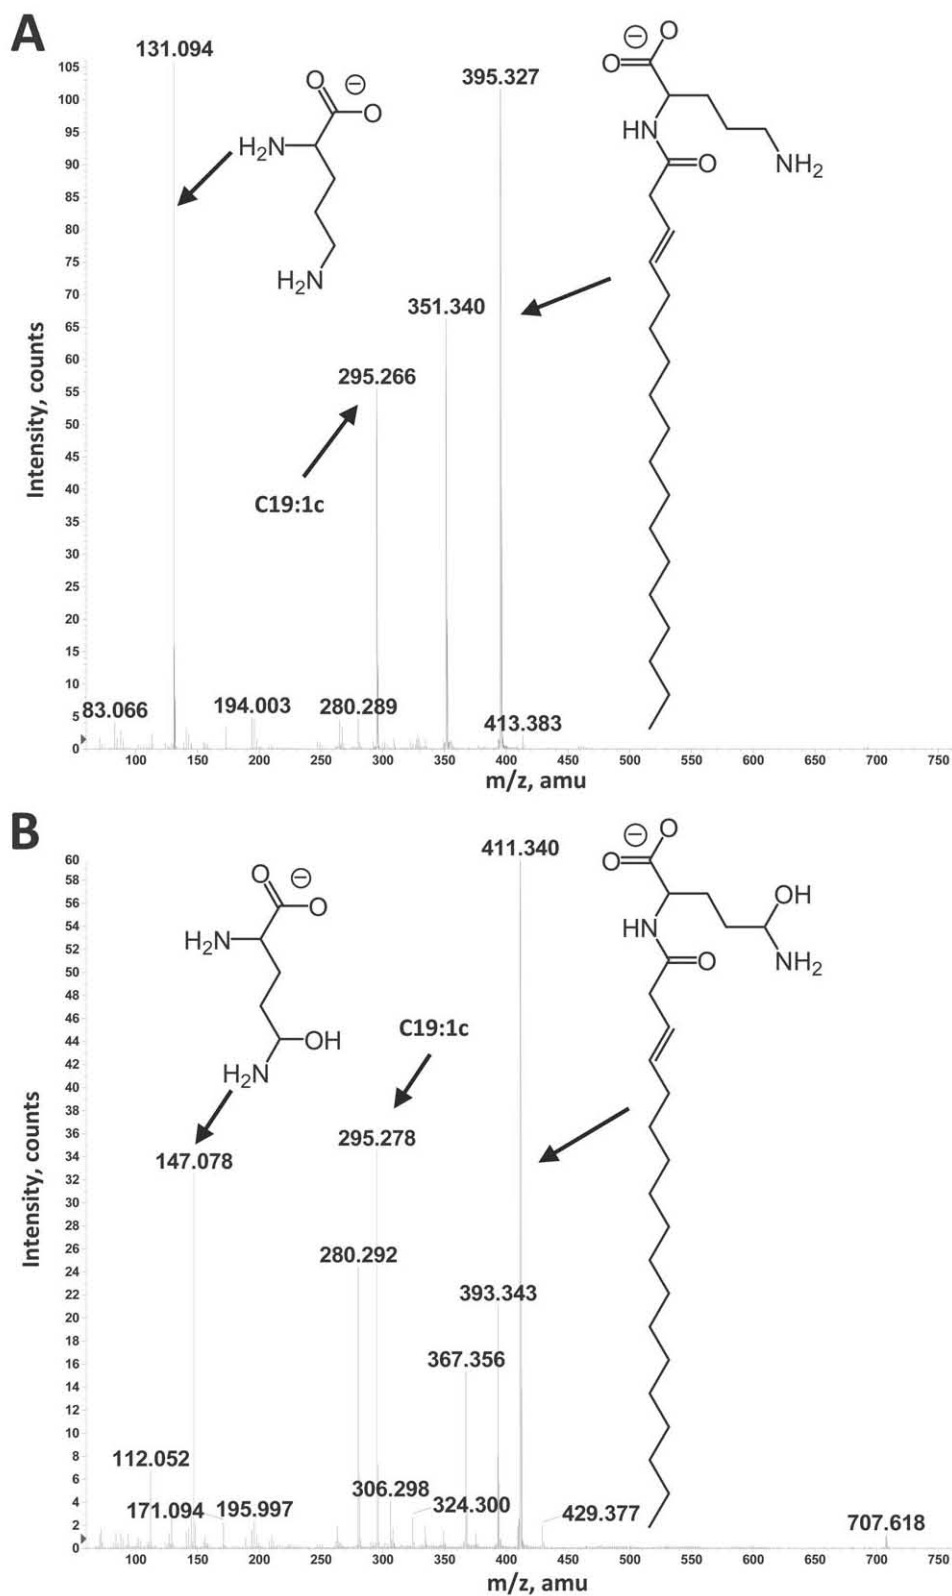 A
131.094
395.327
351.340
295.266
C19:1c
83.066
194.003
280.289
413.383
O
O
⊖
H₂N
H₂N
⊖
O
O
HN
O
NH₂
Intensity, counts
105
100
95
90
85
80
75
70
65
60
55
50
45
40
35
30
25
20
15
10
5
0
100 150 200 250 300 350 400 450 500 550 600 650 700 750
m/z, amu
B
411.340
C19:1c
295.278
147.078
280.292
393.343
367.356
112.052
171.094
195.997
306.298
324.300
429.377
707.618
O
O
⊖
H₂N
OH
H₂N
⊖
O
O
OH
HN
O
NH₂
Intensity, counts
60
58
56
54
52
50
48
46
44
42
40
38
36
34
32
30
28
26
24
22
20
18
16
14
12
10
8
6
4
2
0
100 150 200 250 300 350 400 450 500 550 600 650 700 750
m/z, amu